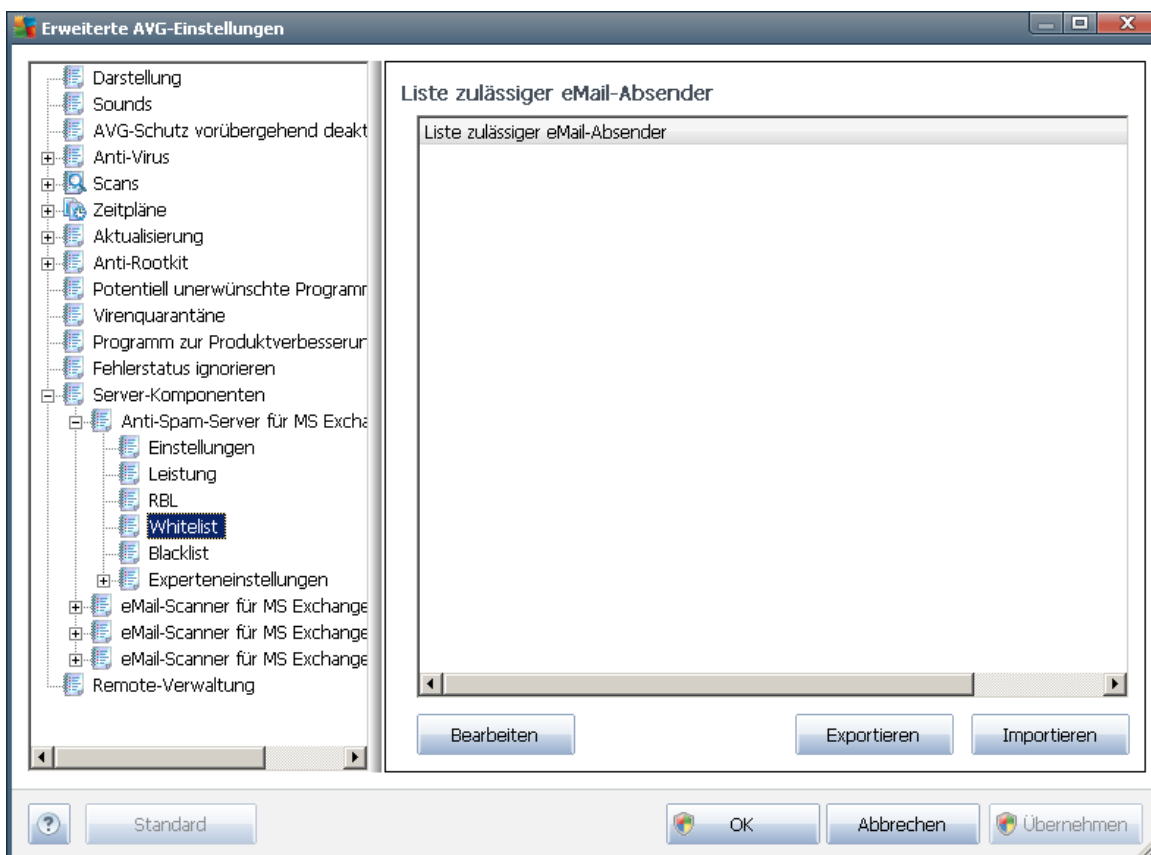 Erweiterte AVG-Einstellungen
Darstellung
Sounds
AVG-Schutz vorübergehend deakt
Anti-Virus
Scans
Zeitpläne
Aktualisierung
Anti-Rootkit
Potentiell unerwünschte Programm
Virenquarantäne
Programm zur Produktverbesserun
Fehlerstatus ignorieren
Server-Komponenten
Anti-Spam-Server für MS Excha
Einstellungen
Leistung
RBL
Whitelist
Blacklist
Experteneinstellungen
eMail-Scanner für MS Exchange
eMail-Scanner für MS Exchange
eMail-Scanner für MS Exchange
Remote-Verwaltung
Liste zulässiger eMail-Absender
Liste zulässiger eMail-Absender
Bearbeiten
Exportieren
Importieren
?
Standard
OK
Abbrechen
Übernehmen